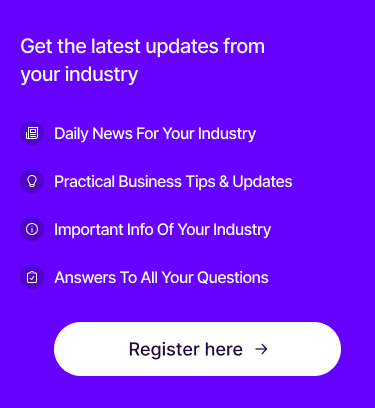 Get the latest updates from
your industry
Daily News For Your Industry
Practical Business Tips & Updates
Important Info Of Your Industry
Answers To All Your Questions
Register here →